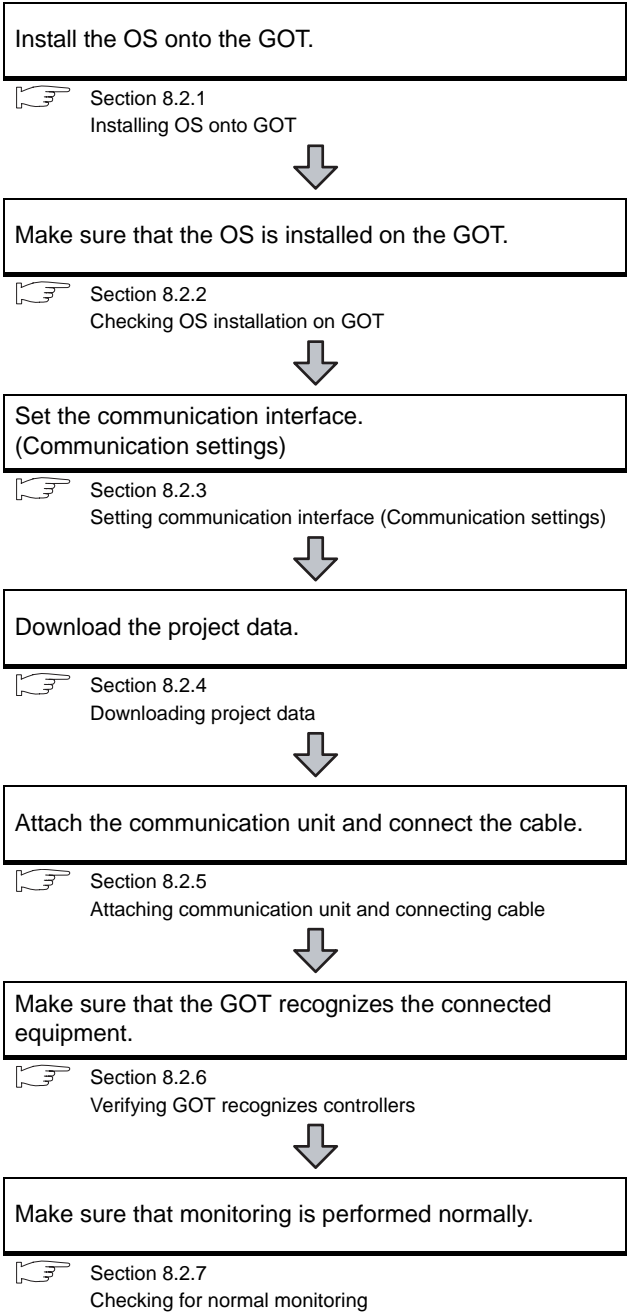 Install the OS onto the GOT.
Section 8.2.1
Installing OS onto GOT
Make sure that the OS is installed on the GOT.
Section 8.2.2
Checking OS installation on GOT
Set the communication interface.
(Communication settings)
Section 8.2.3
Setting communication interface (Communication settings)
Download the project data.
Section 8.2.4
Downloading project data
Attach the communication unit and connect the cable.
Section 8.2.5
Attaching communication unit and connecting cable
Make sure that the GOT recognizes the connected
equipment.
Section 8.2.6
Verifying GOT recognizes controllers
Make sure that monitoring is performed normally.
Section 8.2.7
Checking for normal monitoring